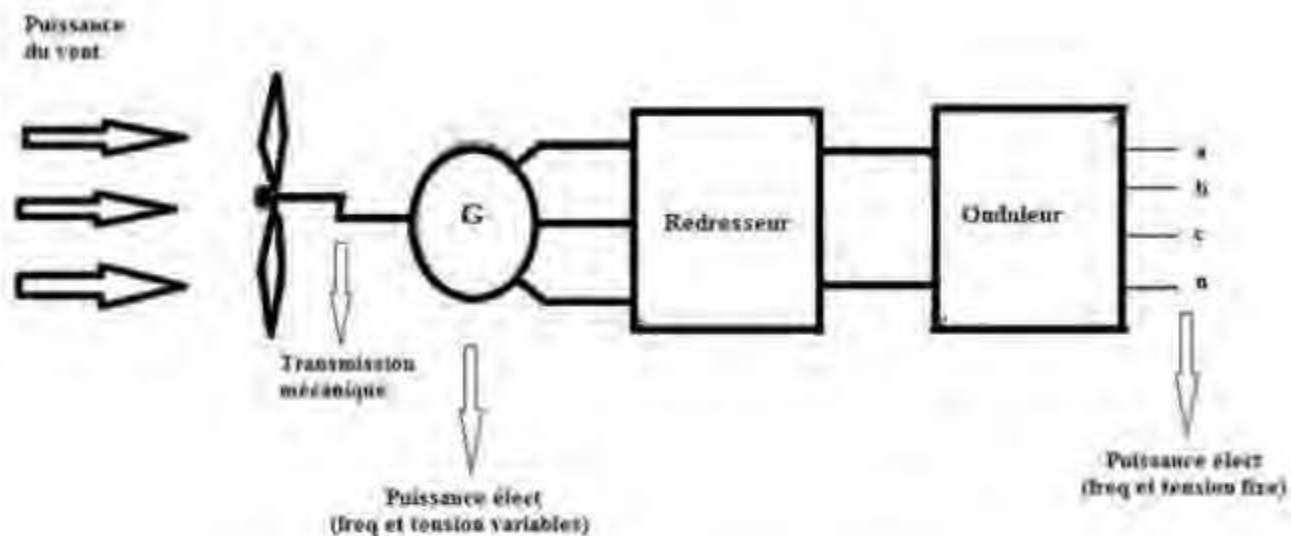 Puissance
du vent
G
Redresseur
Onduleur
a
b
c
n
Transmission
mécanique
Puissance élect
(freq et tension variables)
Puissance élect
(freq et tension fixe)